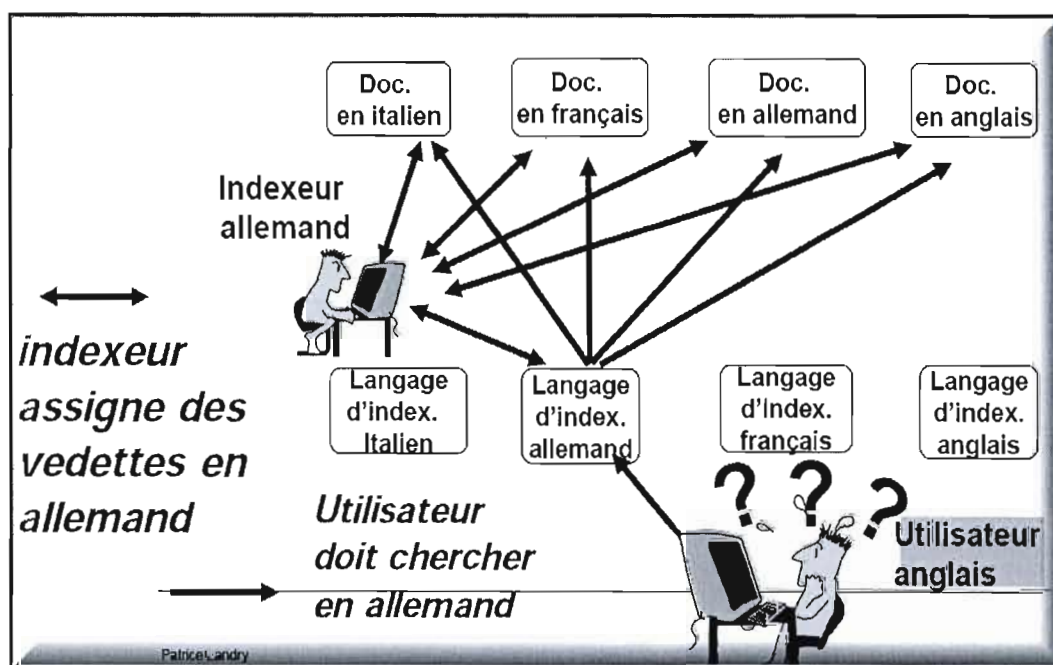 Doc.
en italien
Doc.
en français
Doc.
en allemand
Doc.
en anglais
Indexeur
allemand
indexeur
assigne des
vedettes en
allemand
Langage
d'index.
Italien
Langage
d'index.
allemand
Langage
d'Index.
français
Langage
d'index.
anglais
? ? ?
Utilisateur
doit chercher
en allemand
Utilisateur
anglais
Patrice Landry